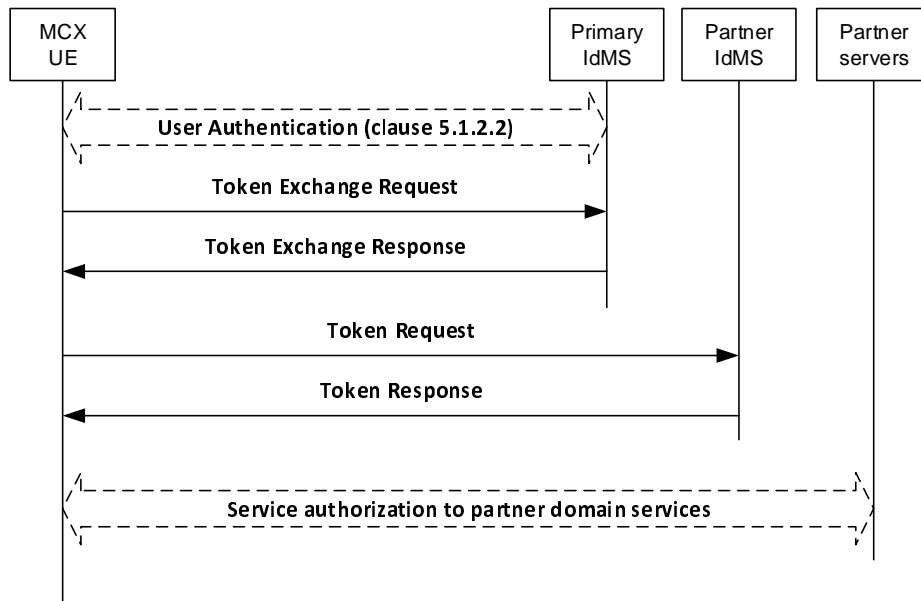 MCX
UE
Primary
IdMS
Partner
IdMS
Partner
servers
User Authentication (clause 5.1.2.2)
Token Exchange Request
Token Exchange Response
Token Request
Token Response
Service authorization to partner domain services